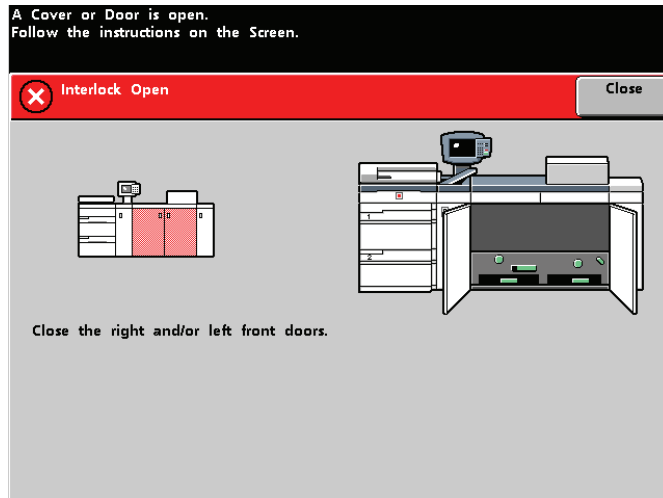 A Cover or Door is open.
Follow the instructions on the Screen.
Interlock Open
Close
1
2
Close the right and/or left front doors.